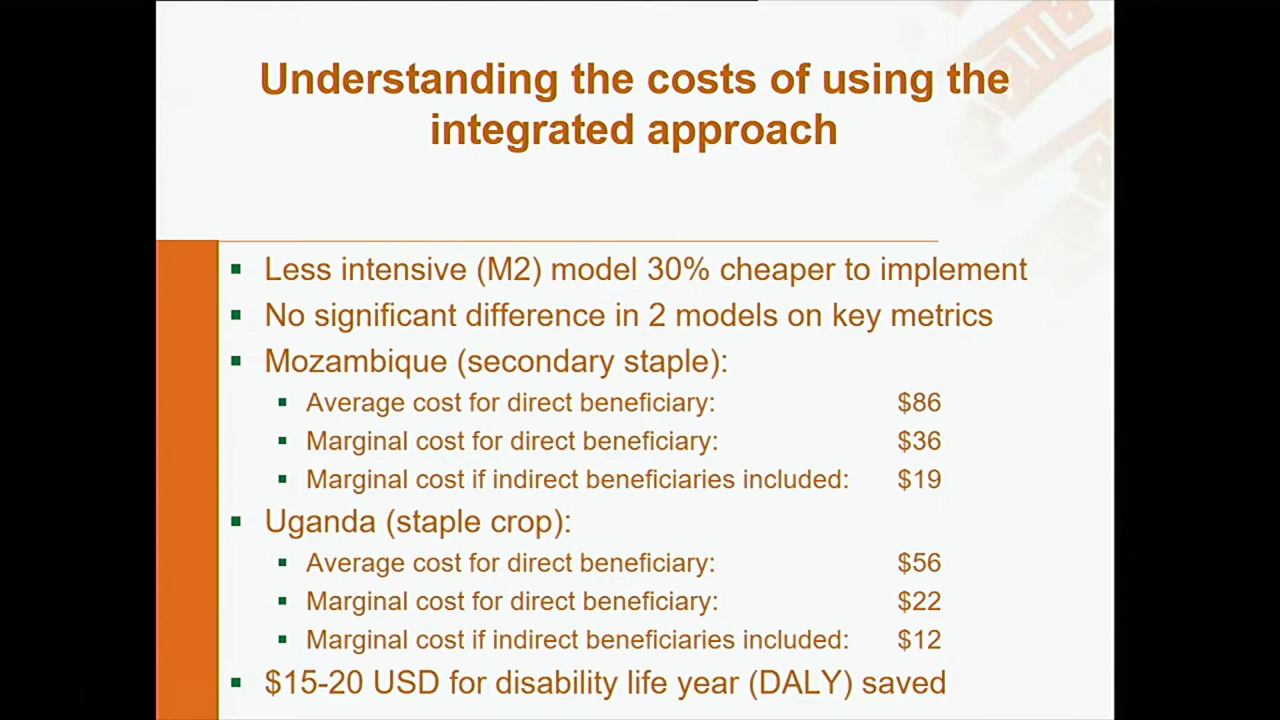 Understanding the costs of using the
integrated approach
Less intensive (M2) model 30% cheaper to implement
No significant difference in 2 models on key metrics
Mozambique (secondary staple):
Average cost for direct beneficiary: $86
Marginal cost for direct beneficiary: $36
Marginal cost if indirect beneficiaries included: $19
Uganda (staple crop):
Average cost for direct beneficiary: $56
Marginal cost for direct beneficiary: $22
Marginal cost if indirect beneficiaries included: $12
$15-20 USD for disability life year (DALY) saved